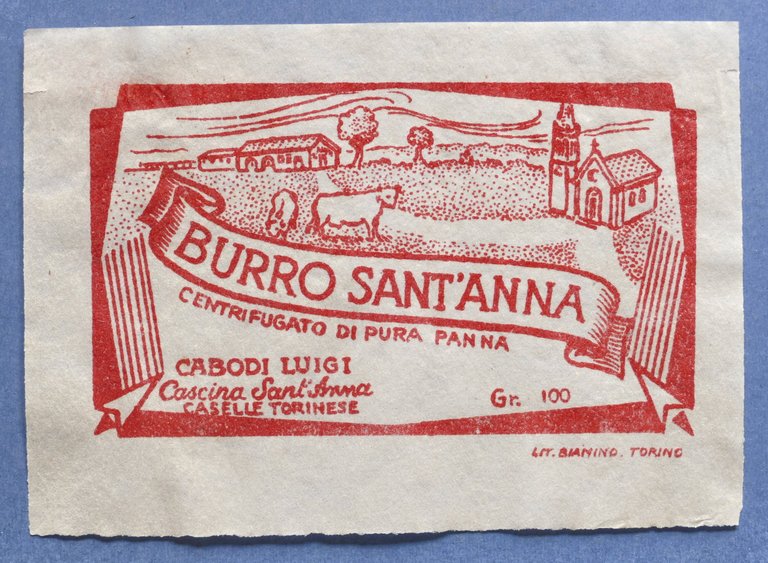 BURRO SANT'ANNA
CENTRIFUGATO DI PURA PANNA
CABODI LUIGI
Cascina Sant'Anna
CASELLE TORINESE
Gr. 100
LIT. BIANINO. TORINO